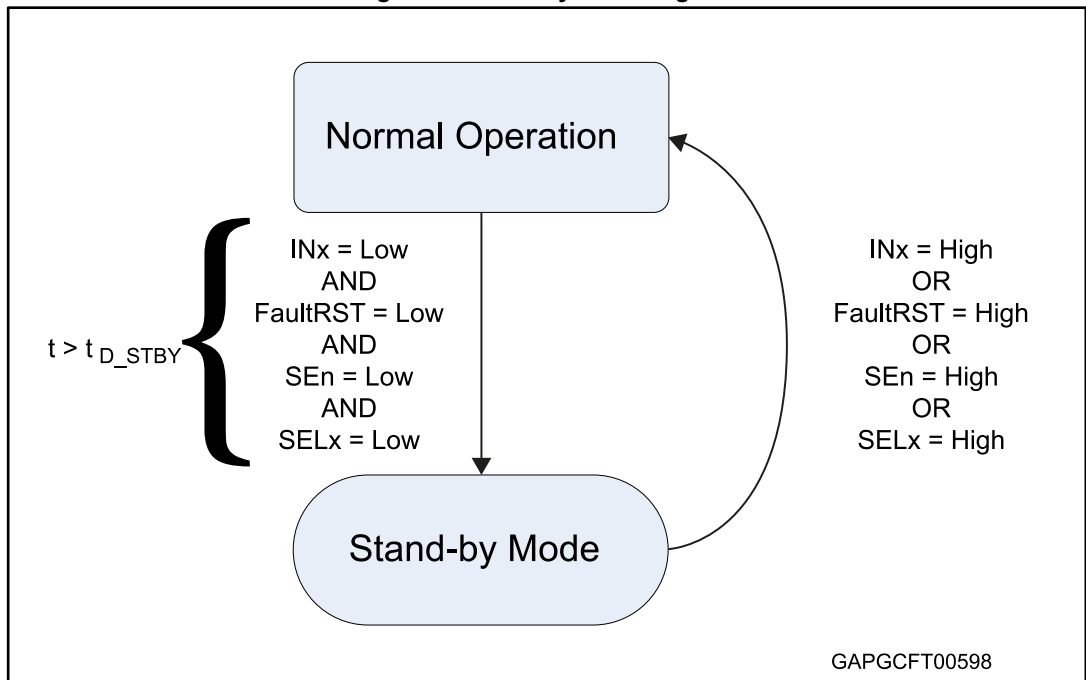 Normal Operation
INx = Low
AND
FaultRST = Low
AND
SEn = Low
AND
SELx = Low
t > t D_STBY
INx = High
OR
FaultRST = High
OR
SEn = High
OR
SELx = High
Stand-by Mode
GAPGCFT00598